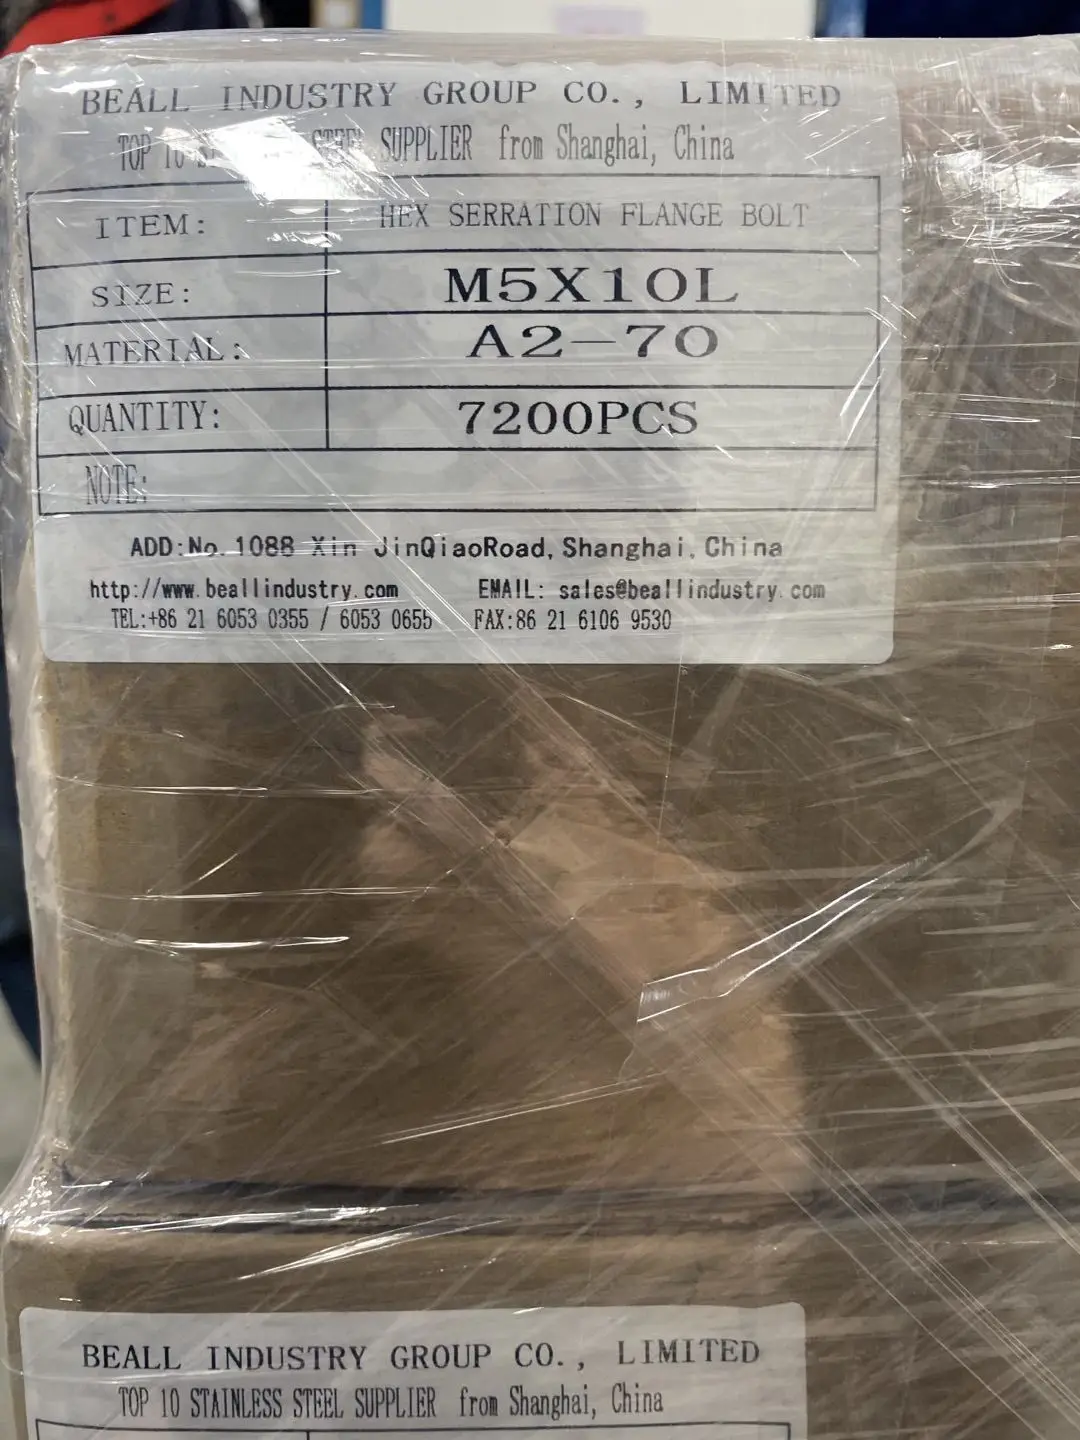 BEALL INDUSTRY GROUP CO., LIMITED
TOP 10 STEEL SUPPLIER from Shanghai, China
ITEM: HEX SERRATION FLANGE BOLT
SIZE: M5X10L
MATERIAL: A2-70
QUANTITY: 7200PCS
NOTE:
ADD:No.1088 Xin JinQiaoRoad,Shanghai,China
http://www.beallindustry.com EMAIL: sales@beallindustry.com
TEL:+86 21 6053 0355 / 6053 0655 FAX:86 21 6106 9530
BEALL INDUSTRY GROUP CO., LIMITED
TOP 10 STAINLESS STEEL SUPPLIER from Shanghai, China